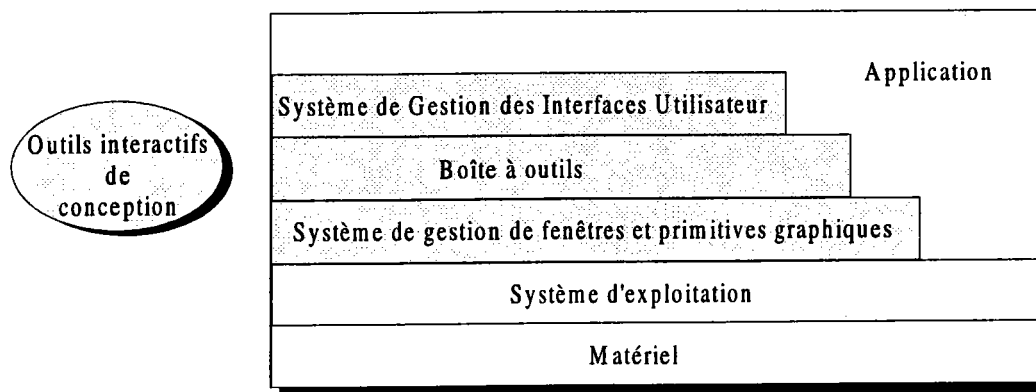 Application
Système de Gestion des Interfaces Utilisateur
Outils interactifs
de
conception
Boîte à outils
Système de gestion de fenêtres et primitives graphiques
Système d'exploitation
Matériel